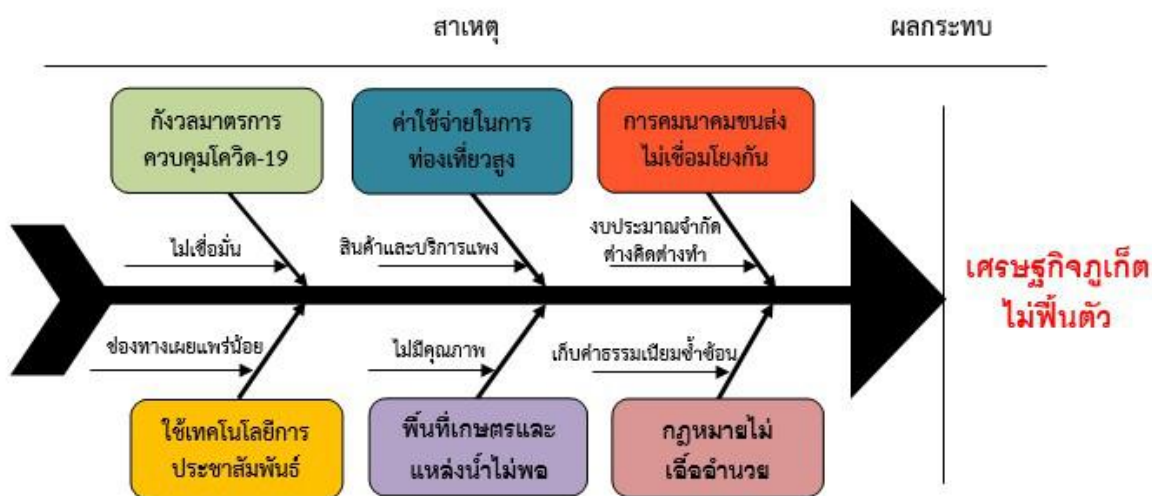 สาเหตุ
ผลกระทบ
กังวลมาตรการ
ควบคุมโควิด-19
ค่าใช้จ่ายในการ
ท่องเที่ยวสูง
การคมนาคมขนส่ง
ไม่เชื่อมโยงกัน
ไม่เชื่อมั่น
สินค้าและบริการแพง
งบประมาณจำกัด
ต่างคิดต่างทำ
เศรษฐกิจภูเก็ต
ไม่ฟื้นตัว
ช่องทางเผยแพร่น้อย
ไม่มีคุณภาพ
เก็บค่าธรรมเนียมซ้ำซ้อน
ใช้เทคโนโลยีการ
ประชาสัมพันธ์
พื้นที่เกษตรและ
แหล่งน้ำไม่พอ
กฎหมายไม่
เอื้ออำนวย